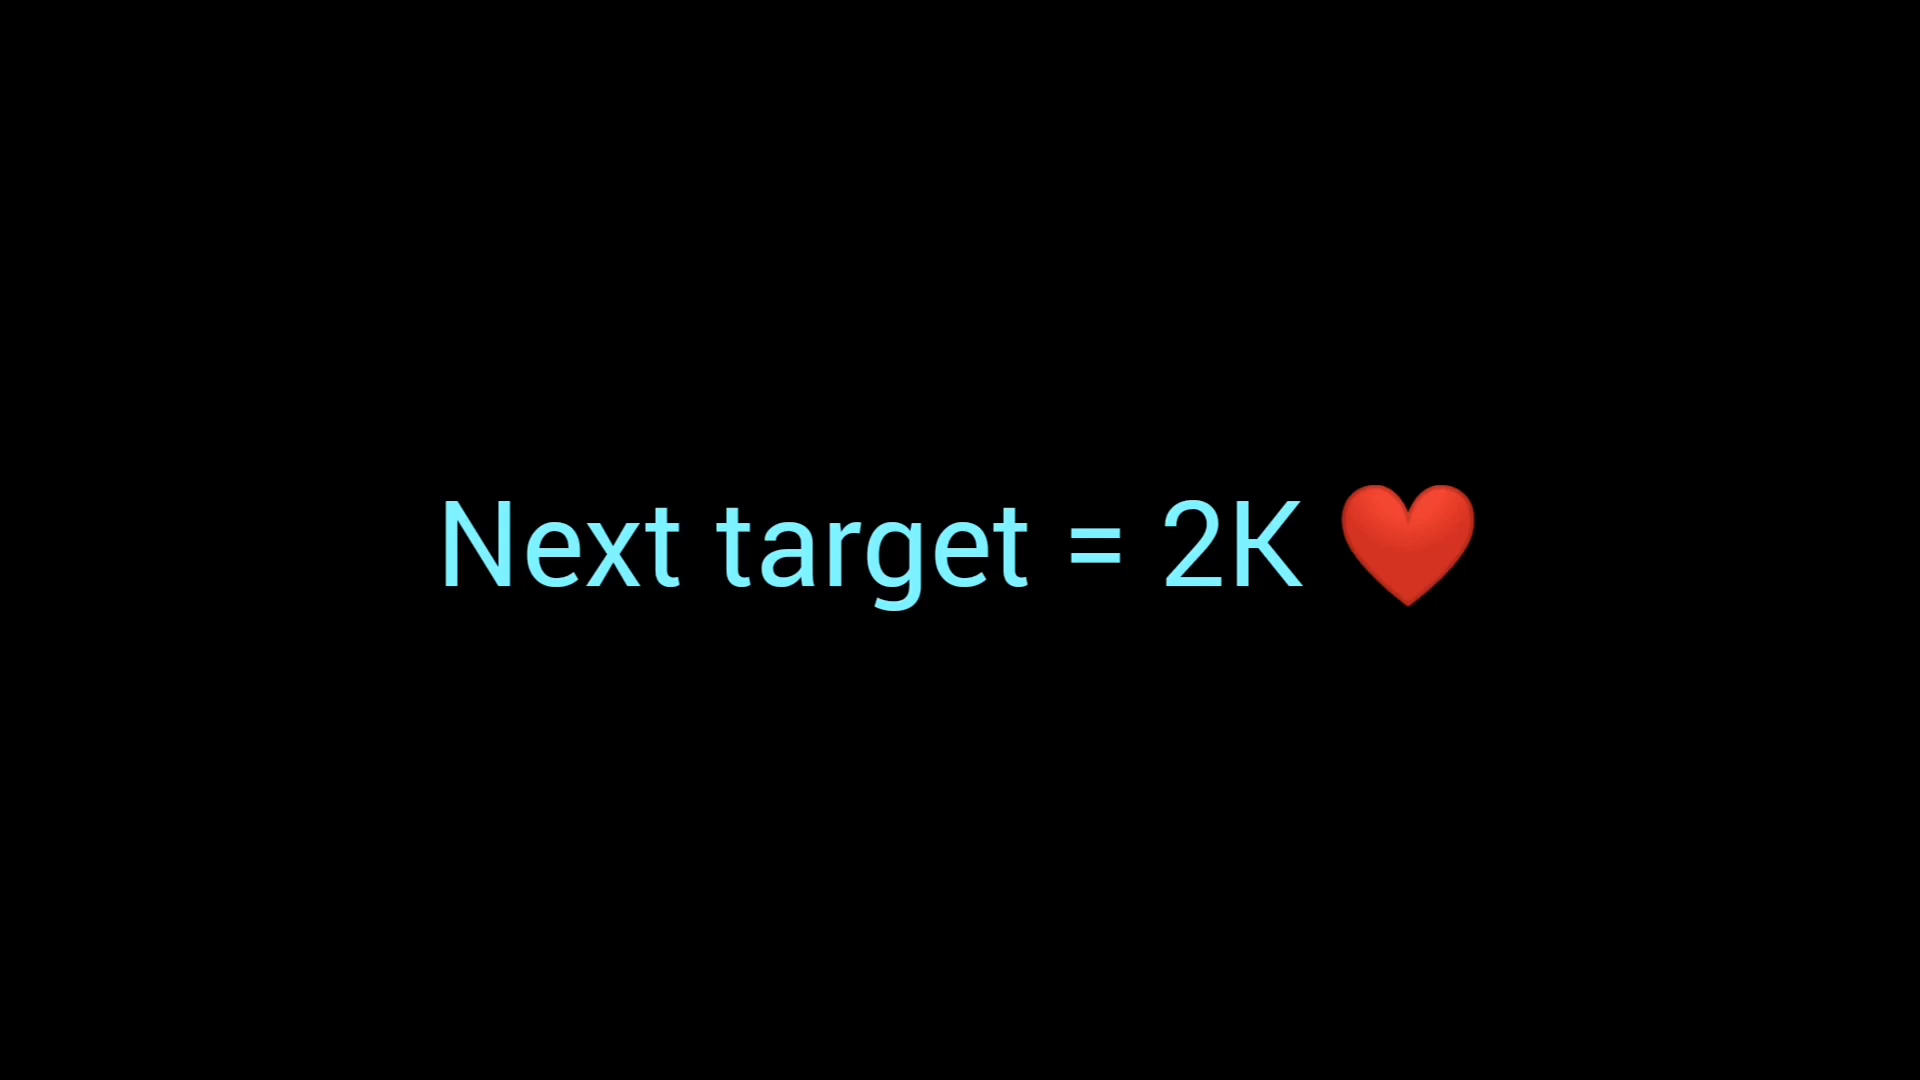 Next target = 2K ❤️